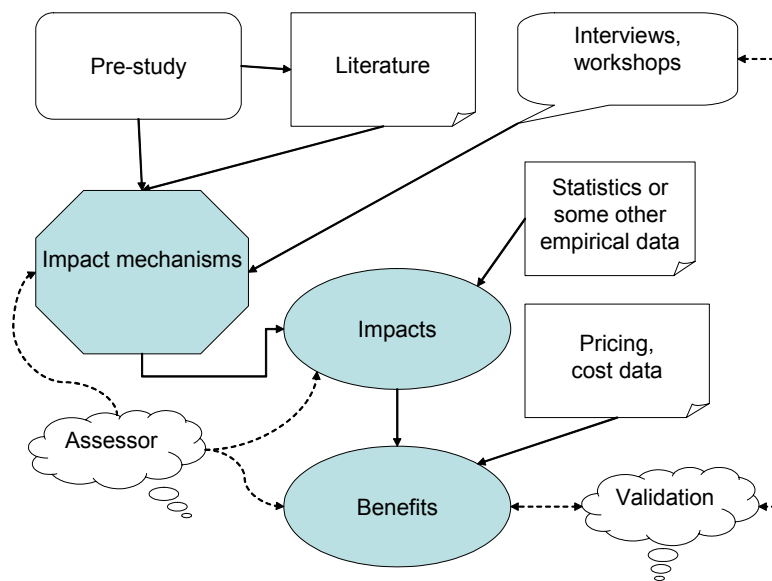 Pre-study
Literature
Interviews,
workshops
Statistics or
some other
empirical data
Impact mechanisms
Impacts
Pricing,
cost data
Assessor
Benefits
Validation